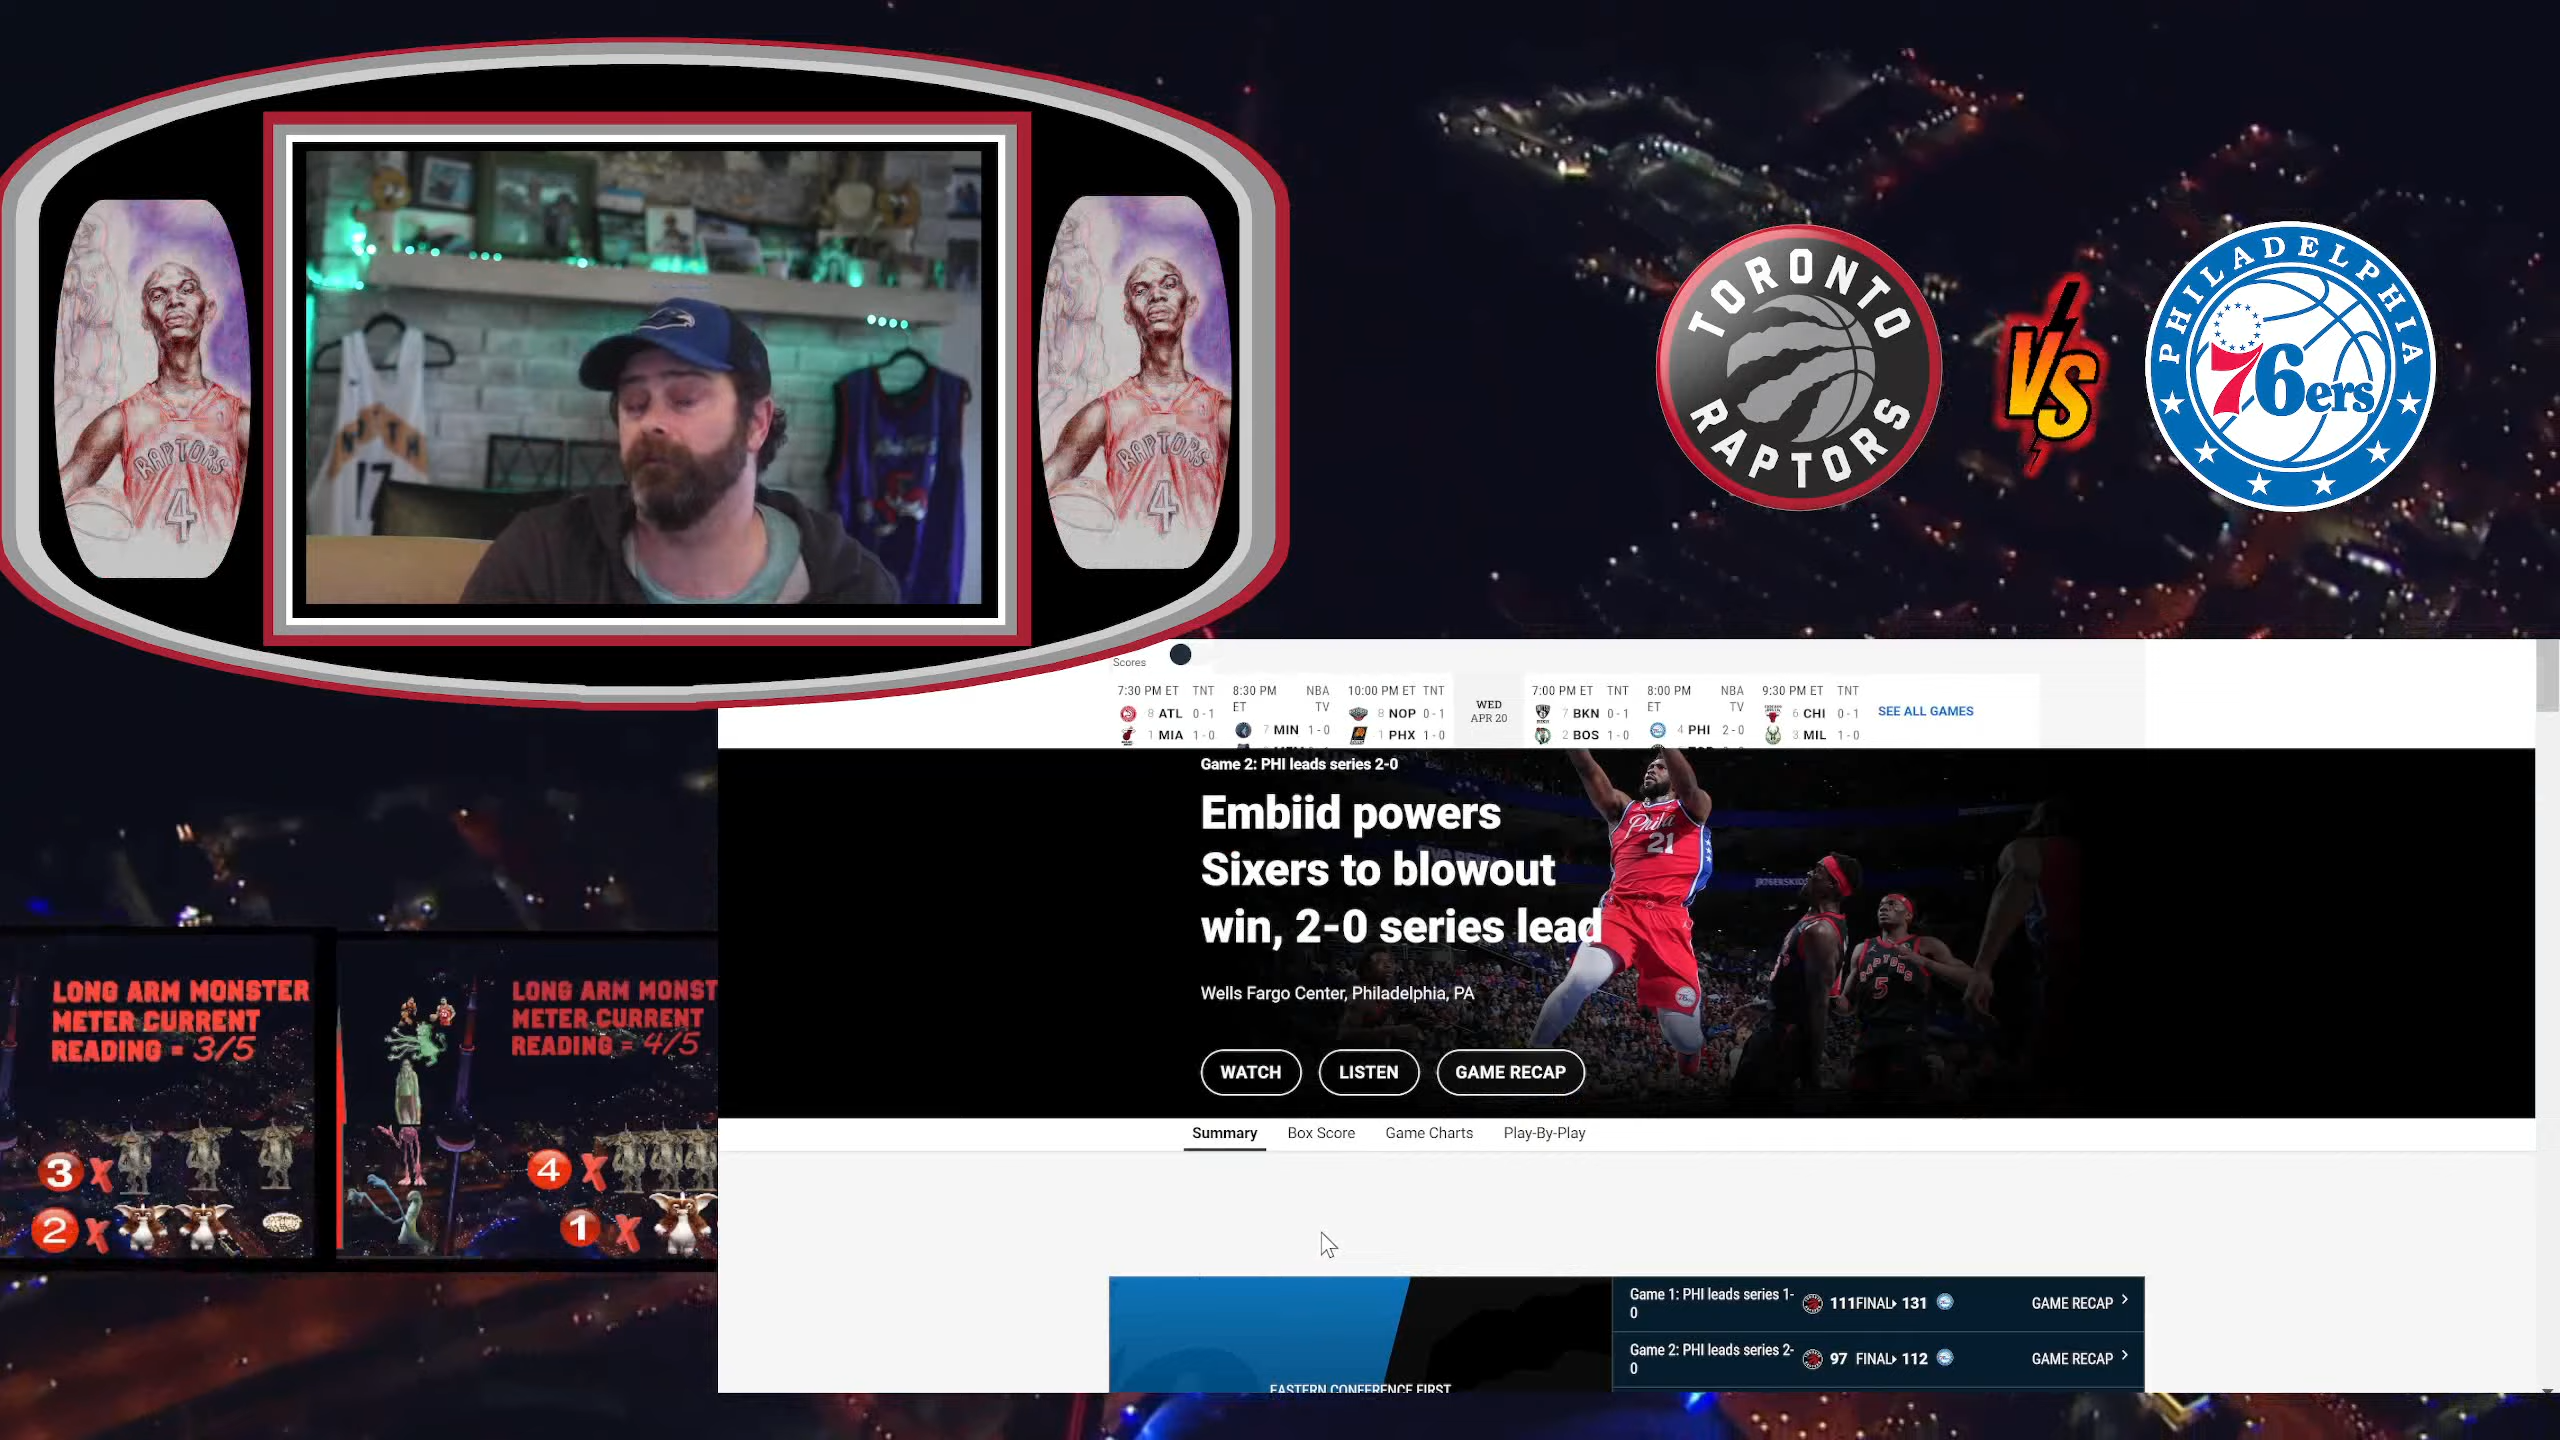 RAPTORS
4
17
RAPTORS
4
TORONTO
RAPTORS
VS
PHILADELPHIA
76ers
Scores
7:30 PM ET TNT
8 ATL 0-1
1 MIA 1-0
8:30 PM ET NBA TV
7 MIN 1-0
10:00 PM ET TNT
8 NOP 0-1
1 PHX 1-0
WED
APR 20
7:00 PM ET TNT
7 BKN 0-1
2 BOS 1-0
8:00 PM ET NBA TV
4 PHI 2-0
9:30 PM ET TNT
6 CHI 0-1
3 MIL 1-0
SEE ALL GAMES
Game 2: PHI leads series 2-0
Embiid powers
Sixers to blowout
win, 2-0 series lead
Wells Fargo Center, Philadelphia, PA
WATCH LISTEN GAME RECAP
Phila
21
RAPTORS
5
Summary Box Score Game Charts Play-By-Play
LONG ARM MONSTER
METER CURRENT
READING = 3/5
3 X
2 X
LONG ARM MONST
METER CURRENT
READING = 4/5
4 X
1 X
EASTERN CONFERENCE FIRST
Game 1: PHI leads series 1-
0
111 FINAL 131
GAME RECAP
Game 2: PHI leads series 2-
0
97 FINAL 112
GAME RECAP